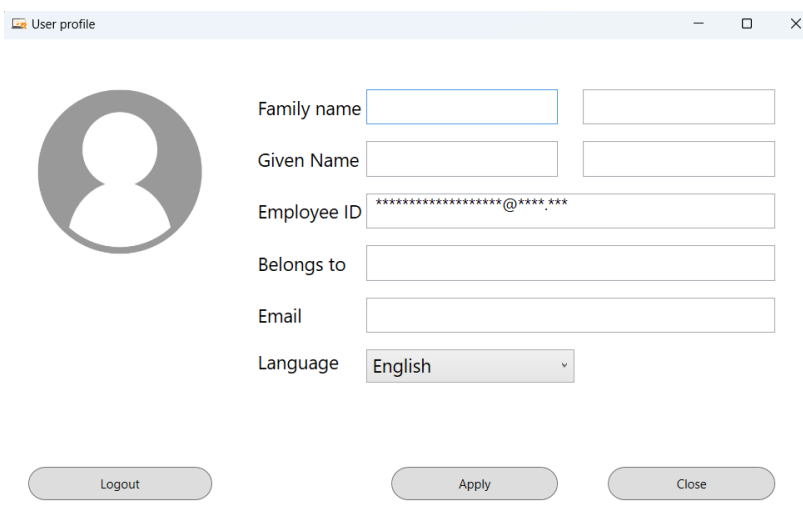 User profile
Family name
Given Name
Employee ID *******************@****.***
Belongs to
Email
Language English
Logout Apply Close